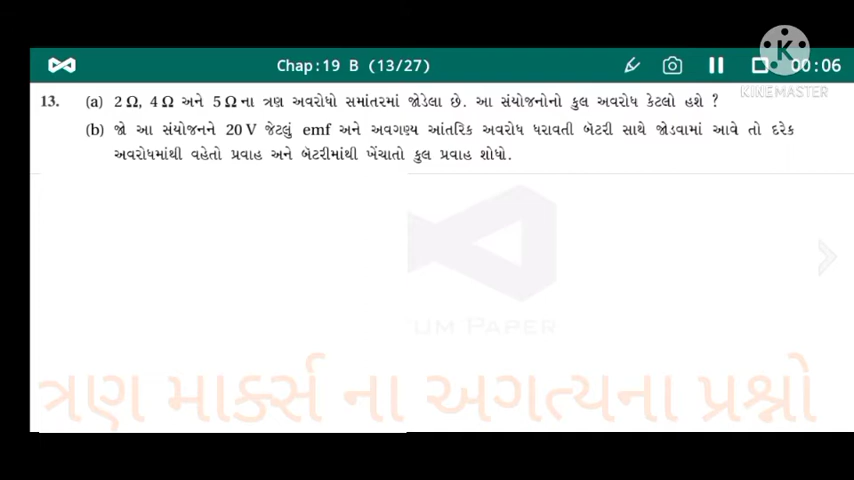 Chap:19 B (13/27)
00:06
KINEMASTER
13. (a) 2 Ω, 4 Ω અને 5 Ω ના ત્રણ અવરોધો સમાંતરમાં જોડેલા છે. આ સંયોજનોનો કુલ અવરોધ કેટલો હશે ?
(b) જો આ સંયોજનને 20 V જેટલું emf અને અવગણ્ય આંતરિક અવરોધ ધરાવતી બૅટરી સાથે જોડવામાં આવે તો દરેક
અવરોધમાંથી વહેતો પ્રવાહ અને બૅટરીમાંથી ખેંચાતો કુલ પ્રવાહ શોધો.
UM PAPER
ત્રણ માર્ક્સ ના અગત્યના પ્રશ્નો